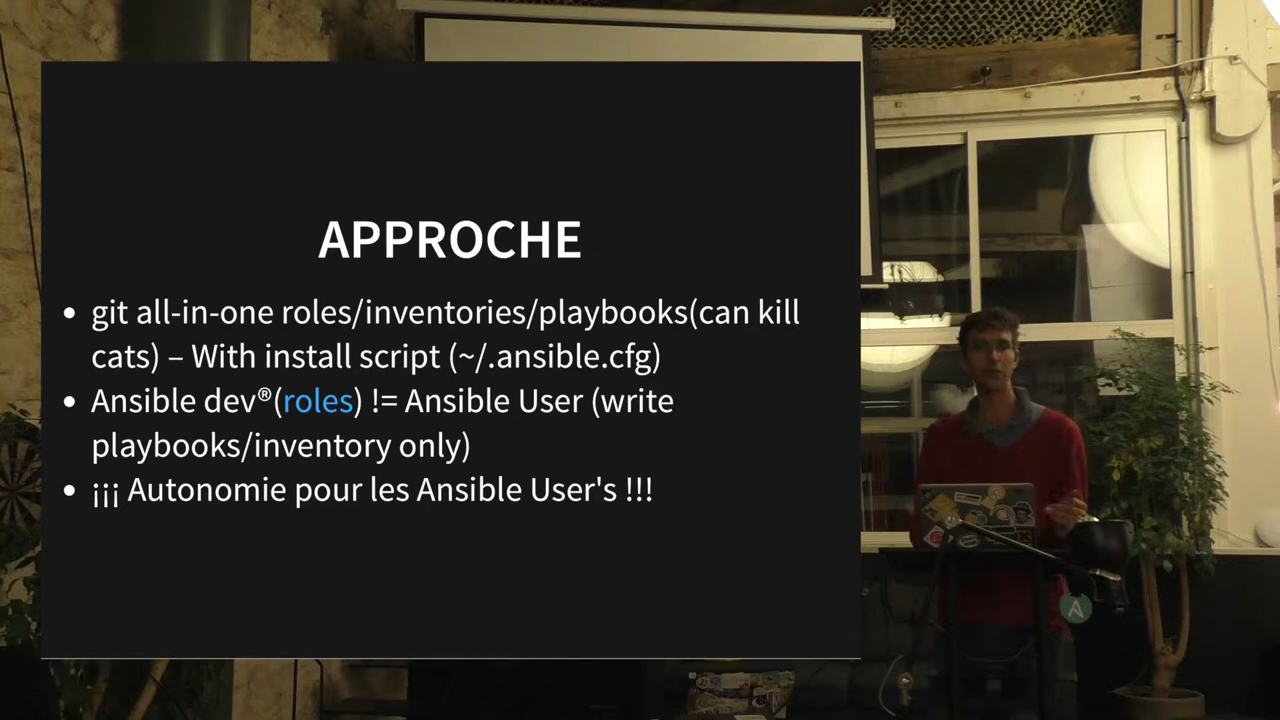 APPROCHE
• git all-in-one roles/inventories/playbooks(can kill
cats) – With install script (~/.ansible.cfg)
• Ansible dev®(roles) != Ansible User (write
playbooks/inventory only)
• ¡¡¡ Autonomie pour les Ansible User's !!!
A